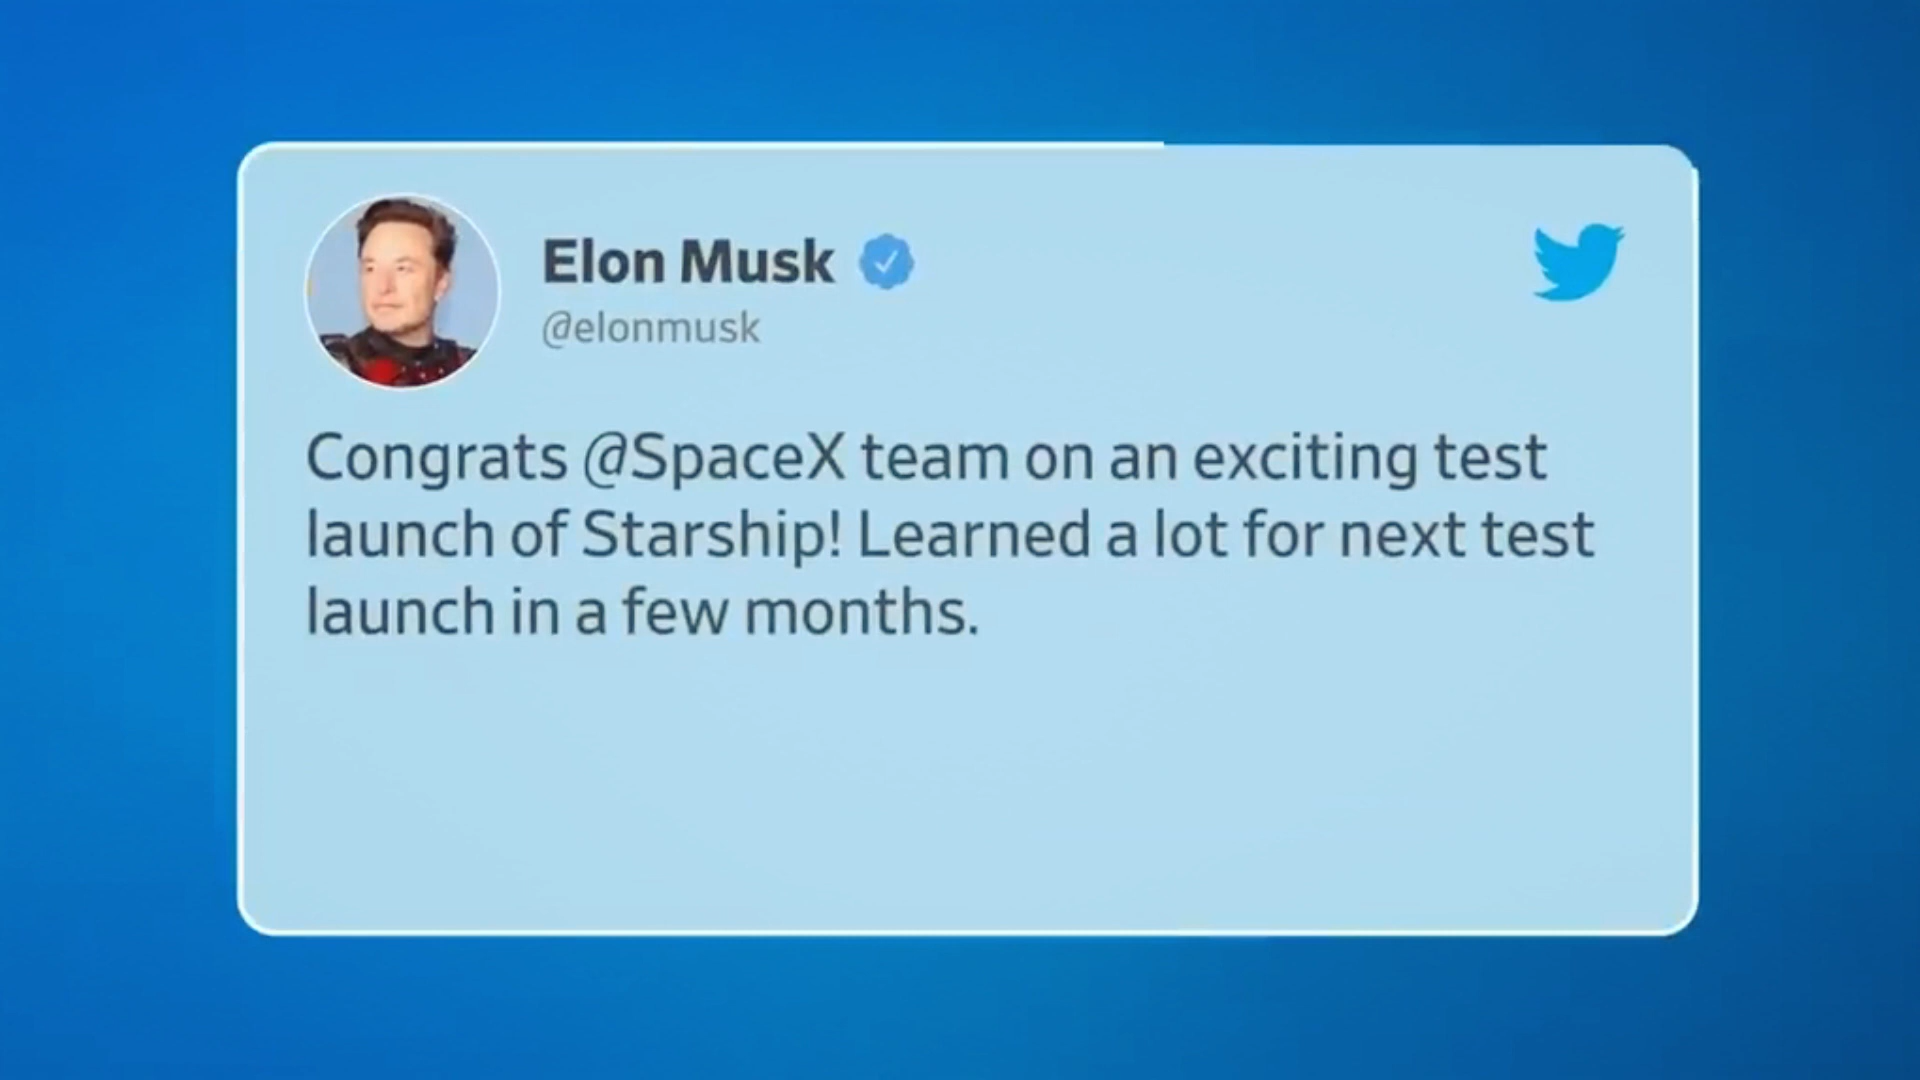 Elon Musk
@elonmusk
Congrats @SpaceX team on an exciting test
launch of Starship! Learned a lot for next test
launch in a few months.